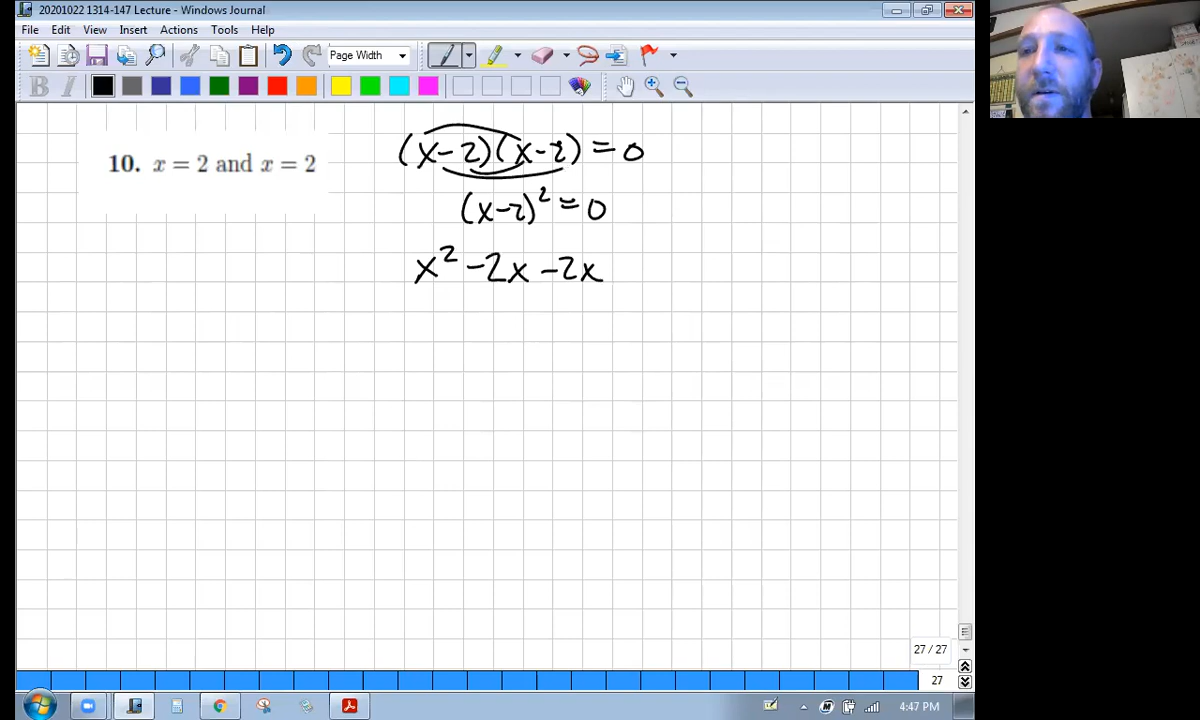 20201022 1314-147 Lecture - Windows Journal
File Edit View Insert Actions Tools Help
Page Width
B I
10. x = 2 and x = 2
(x-2)(x-2) = 0
(x-2)² = 0
x² -2x -2x
27 / 27
27
4:47 PM